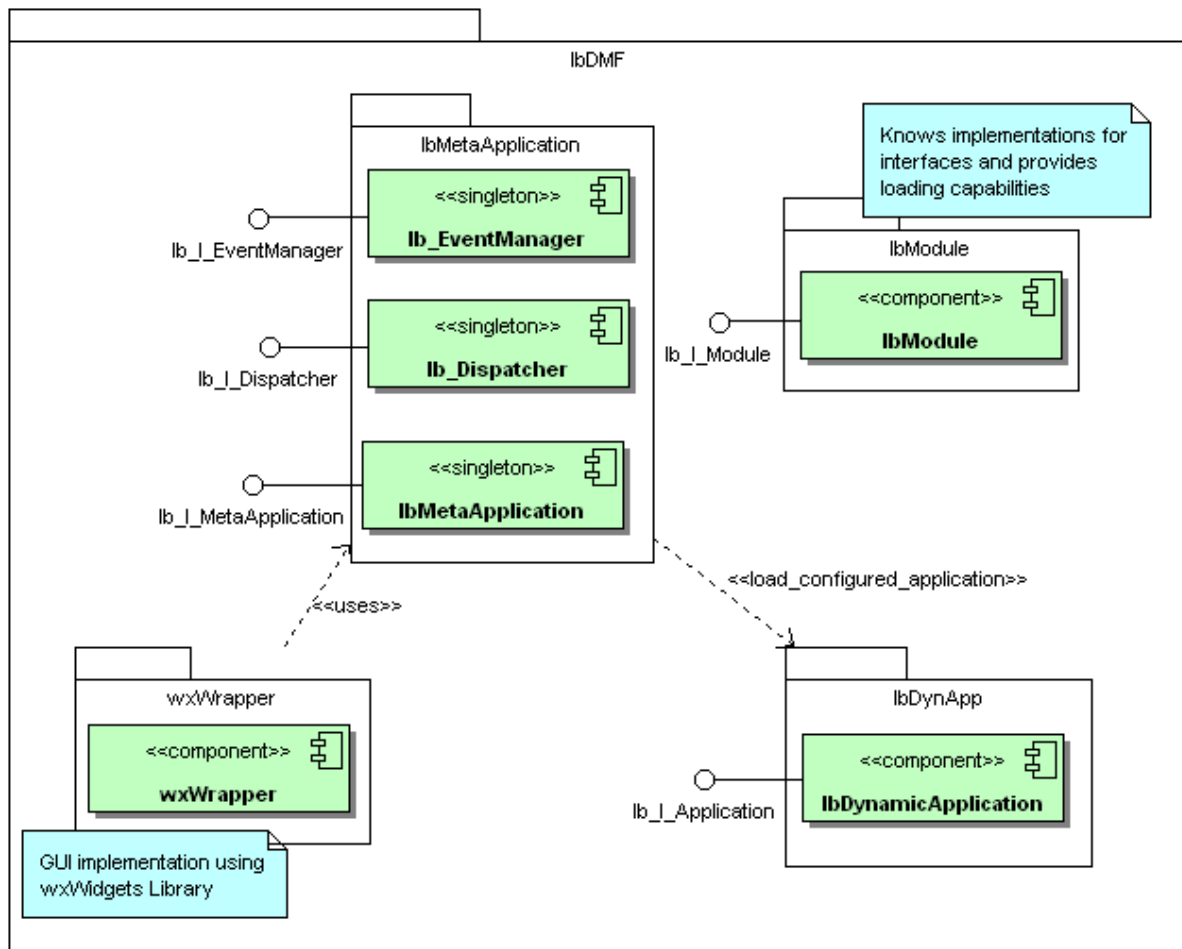 lbDMF
lbMetaApplication
<<singleton>>
lb_EventManager
lb_I_EventManager
<<singleton>>
lb_Dispatcher
lb_I_Dispatcher
<<singleton>>
lbMetaApplication
lb_I_MetaApplication
Knows implementations for
interfaces and provides
loading capabilities
lbModule
<<component>>
lbModule
lb_I_Module
<<uses>>
<<load_configured_application>>
wxWrapper
<<component>>
wxWrapper
GUI implementation using
wxWidgets Library
lbDynApp
<<component>>
lbDynamicApplication
lb_I_Application